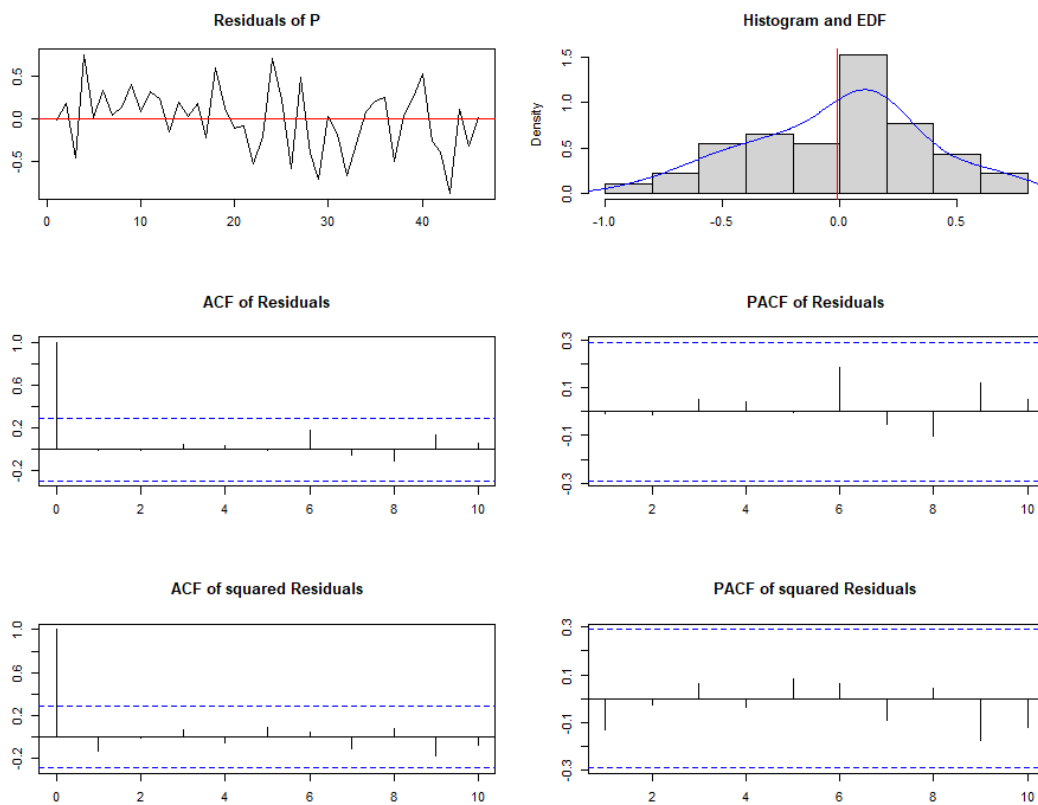 Residuals of P
0.5
0.0
-0.5
0 10 20 30 40
Histogram and EDF
Density
1.5
1.0
0.5
0.0
-1.0 -0.5 0.0 0.5
ACF of Residuals
1.0
0.6
0.2
-0.2
0 2 4 6 8 10
PACF of Residuals
0.3
0.1
-0.1
-0.3
2 4 6 8 10
ACF of squared Residuals
1.0
0.6
0.2
-0.2
0 2 4 6 8 10
PACF of squared Residuals
0.3
0.1
-0.1
-0.3
2 4 6 8 10